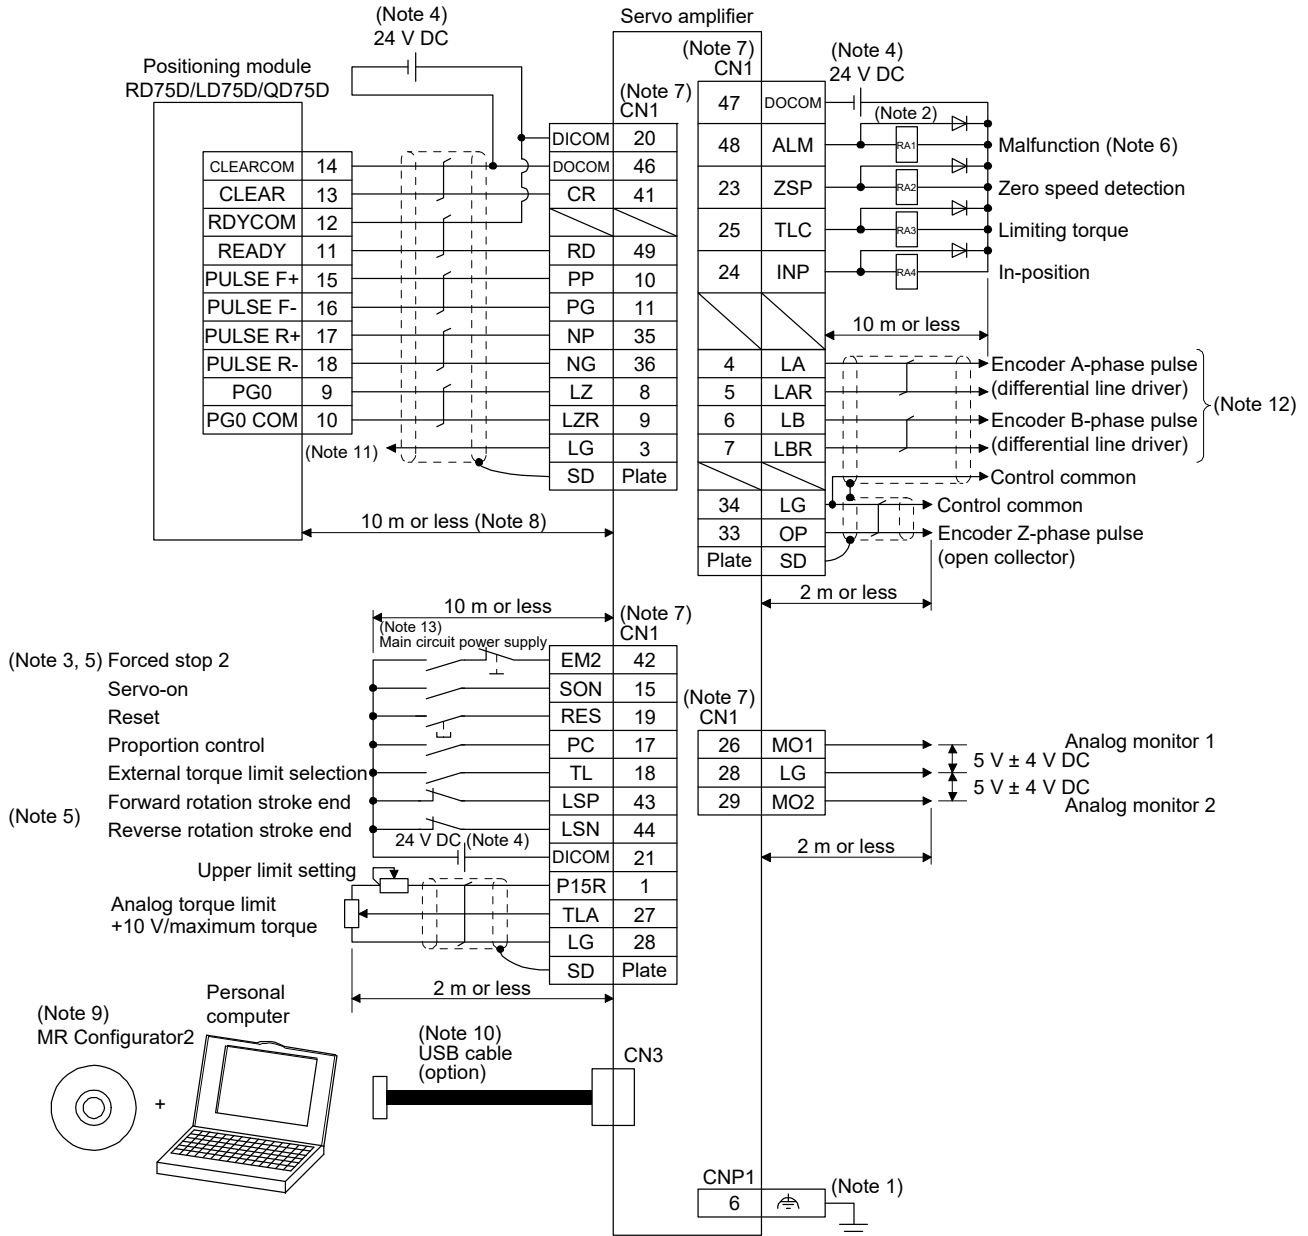 Servo amplifier
(Note 4)
24 V DC
Positioning module
RD75D/LD75D/QD75D
(Note 7)
CN1
DICOM 20
CLEARCOM 14 DOCOM 46
CLEAR 13 CR 41
RDYCOM 12
READY 11 RD 49
PULSE F+ 15 PP 10
PULSE F- 16 PG 11
PULSE R+ 17 NP 35
PULSE R- 18 NG 36
PG0 9 LZ 8
PG0 COM 10 LZR 9
(Note 11) LG 3
SD Plate
10 m or less (Note 8)
(Note 7)
CN1
(Note 4)
24 V DC
47 DOCOM
(Note 2)
48 ALM RA1 Malfunction (Note 6)
23 ZSP RA2 Zero speed detection
25 TLC RA3 Limiting torque
24 INP RA4 In-position
10 m or less
4 LA Encoder A-phase pulse
5 LAR (differential line driver)
6 LB Encoder B-phase pulse
7 LBR (differential line driver)
(Note 12)
Control common
34 LG Control common
33 OP Encoder Z-phase pulse
(open collector)
Plate SD
2 m or less
10 m or less
(Note 7)
CN1
(Note 13)
Main circuit power supply
(Note 3, 5) Forced stop 2 EM2 42
Servo-on SON 15
Reset RES 19
Proportion control PC 17
External torque limit selection TL 18
(Note 5)
Forward rotation stroke end LSP 43
Reverse rotation stroke end LSN 44
24 V DC (Note 4)
DICOM 21
Upper limit setting P15R 1
Analog torque limit
+10 V/maximum torque
TLA 27
LG 28
SD Plate
2 m or less
(Note 7)
CN1
26 MO1 Analog monitor 1
5 V ± 4 V DC
28 LG
5 V ± 4 V DC
29 MO2 Analog monitor 2
2 m or less
(Note 9)
MR Configurator2
+
Personal
computer
(Note 10)
USB cable
(option)
CN3
CNP1
6
(Note 1)